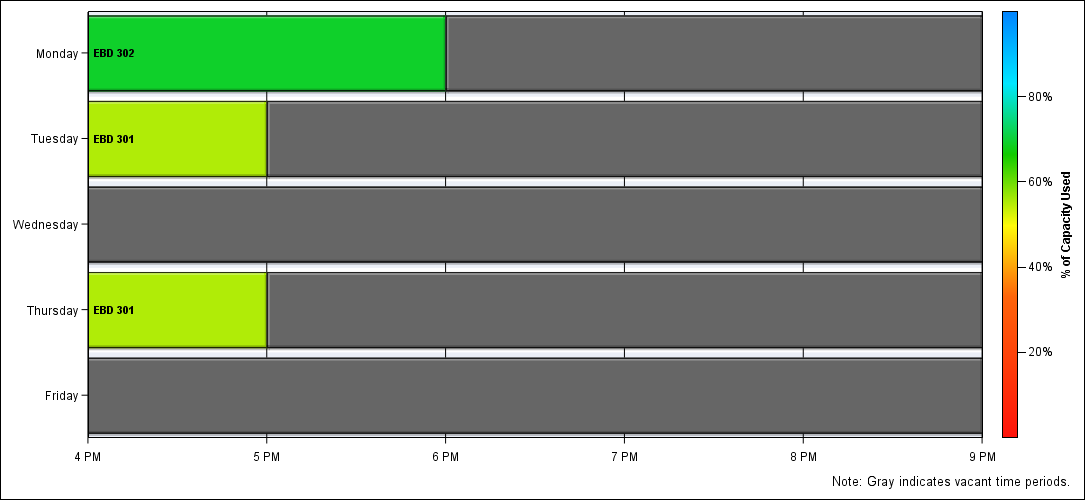 Monday
EBD 302
Tuesday
EBD 301
Wednesday
Thursday
EBD 301
Friday
4 PM 5 PM 6 PM 7 PM 8 PM 9 PM
80%
60%
40%
20%
% of Capacity Used
Note: Gray indicates vacant time periods.